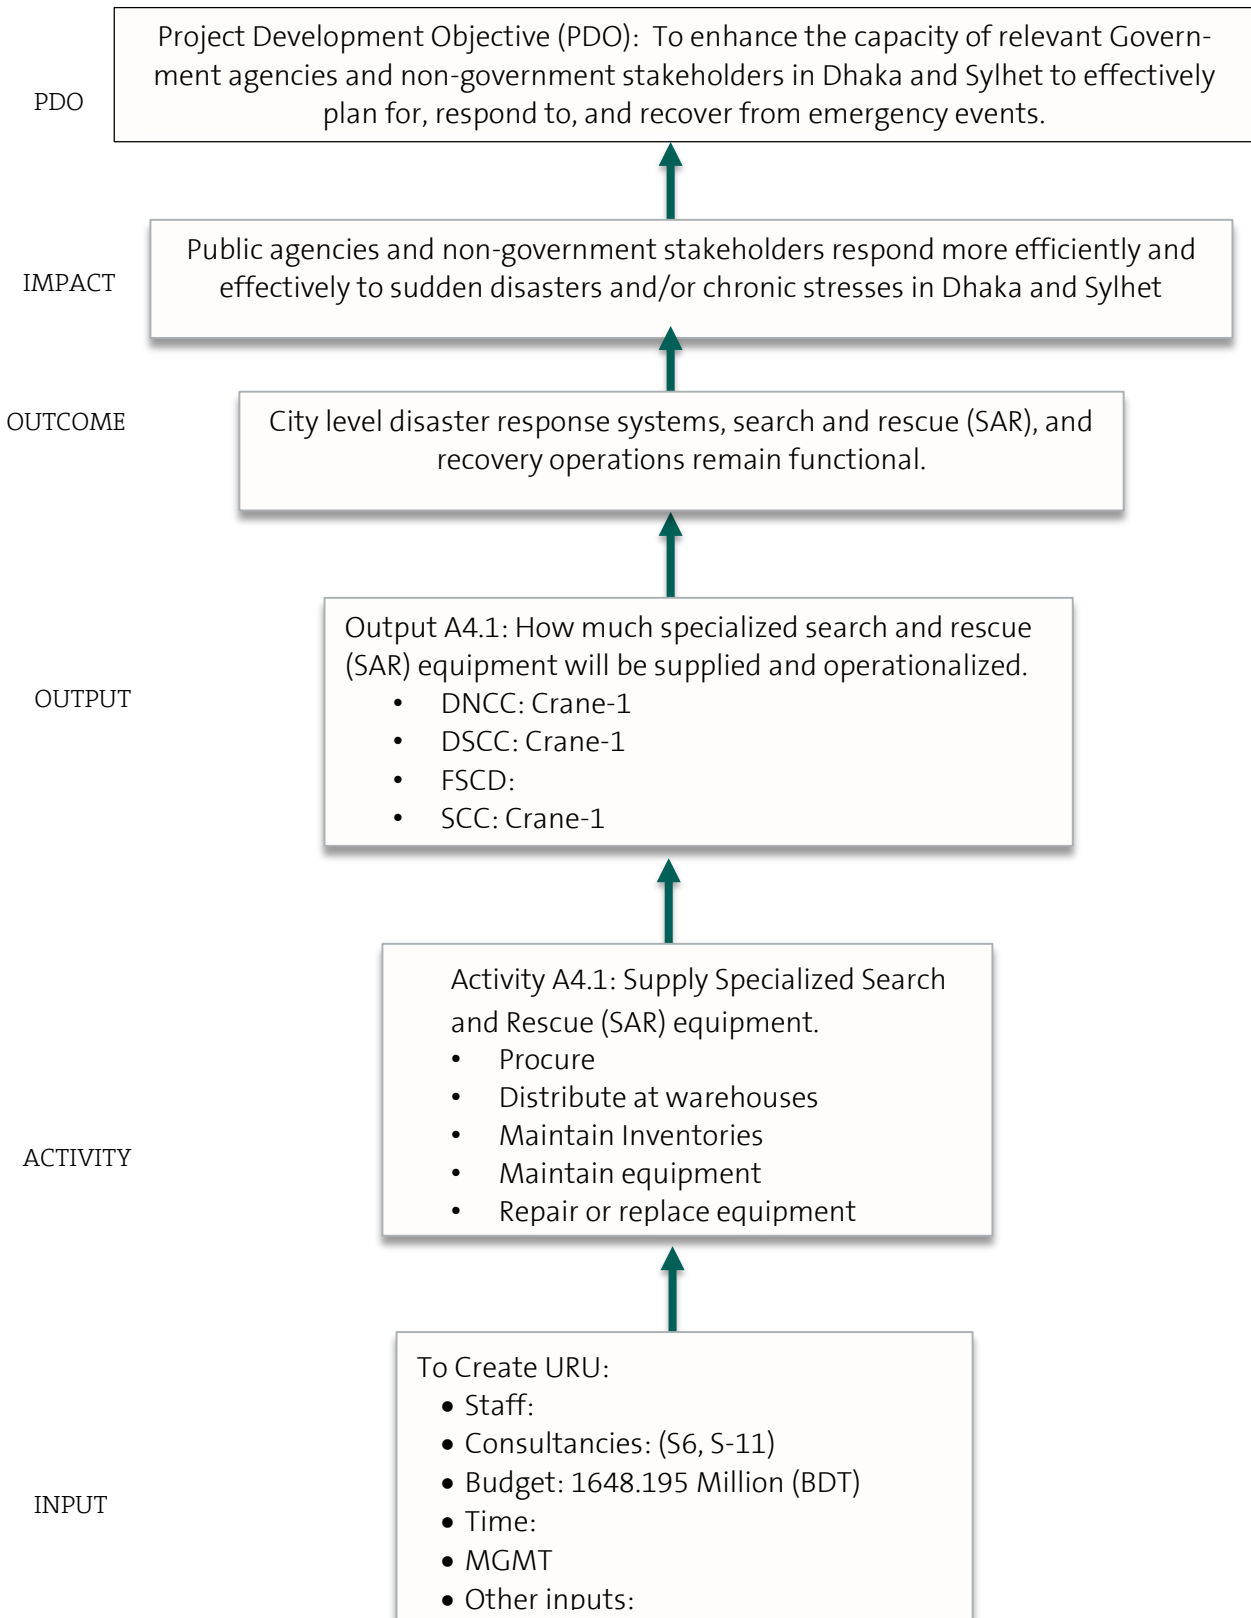 Project Development Objective (PDO): To enhance the capacity of relevant Govern-
ment agencies and non-government stakeholders in Dhaka and Sylhet to effectively
plan for, respond to, and recover from emergency events.
PDO
Public agencies and non-government stakeholders respond more efficiently and
effectively to sudden disasters and/or chronic stresses in Dhaka and Sylhet
IMPACT
OUTCOME
City level disaster response systems, search and rescue (SAR), and
recovery operations remain functional.
Output A4.1: How much specialized search and rescue
(SAR) equipment will be supplied and operationalized.
• DNCC: Crane-1
• DSCC: Crane-1
• FSCD:
• SCC: Crane-1
OUTPUT
Activity A4.1: Supply Specialized Search
and Rescue (SAR) equipment.
• Procure
• Distribute at warehouses
• Maintain Inventories
• Maintain equipment
• Repair or replace equipment
ACTIVITY
To Create URU:
• Staff:
• Consultancies: (S6, S-11)
• Budget: 1648.195 Million (BDT)
• Time:
• MGMT
• Other inputs:
INPUT